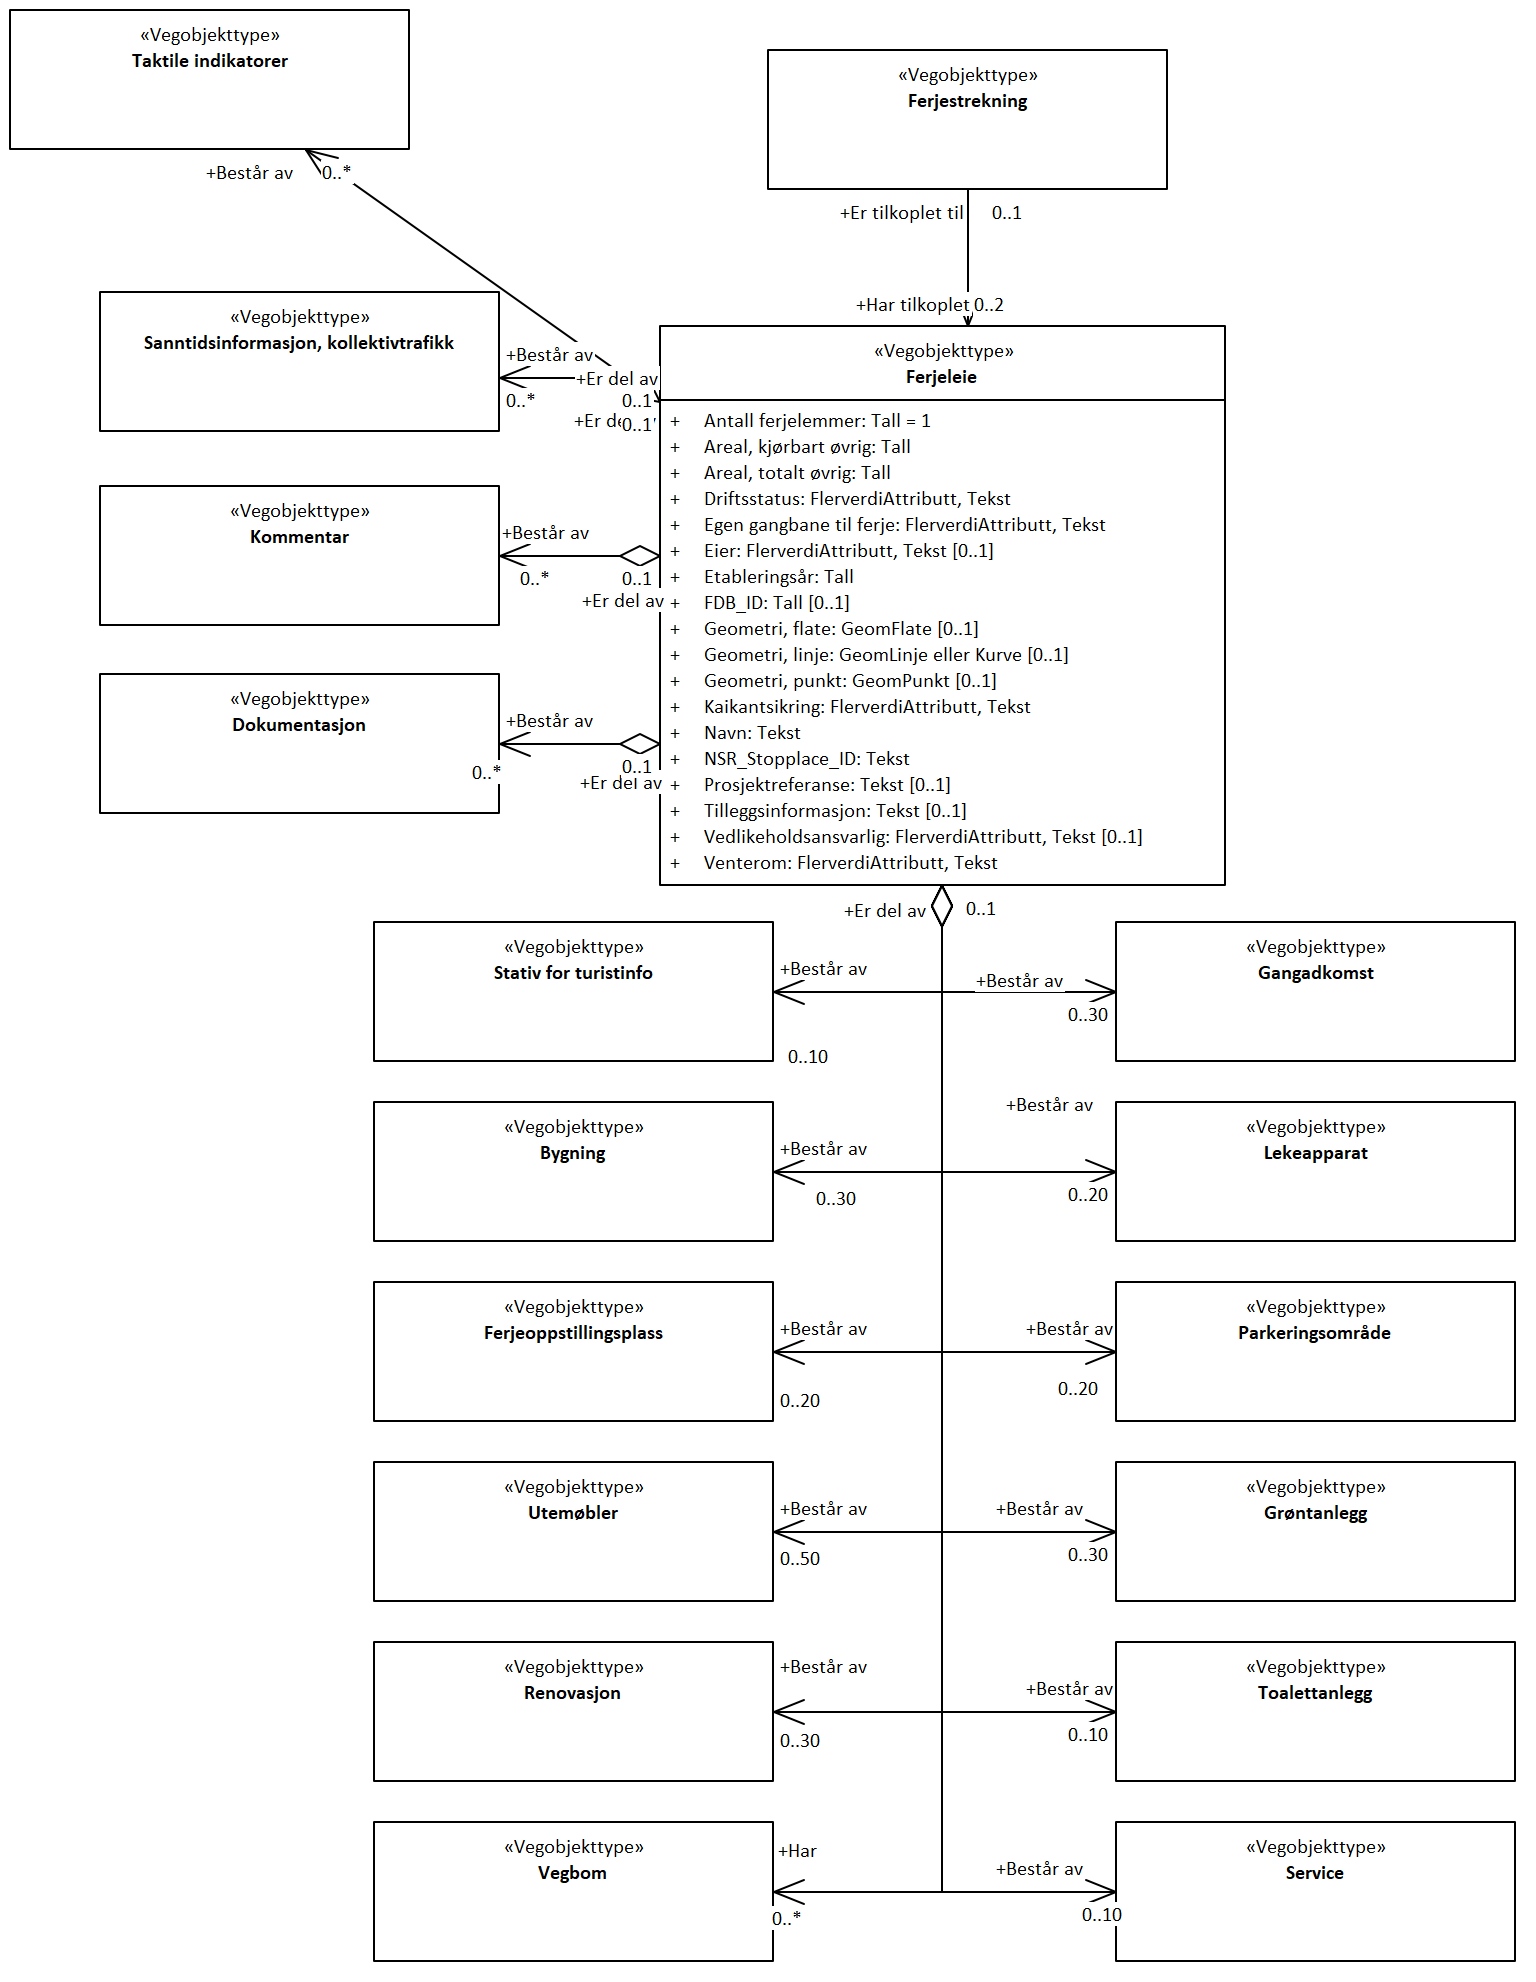 «Vegobjekttype»
Taktile indikatorer
«Vegobjekttype»
Ferjestrekning
+Består av
0..*
+Er tilkoplet til
0..1
+Har tilkoplet
0..2
«Vegobjekttype»
Sanntidsinformasjon, kollektivtrafikk
+Består av
0..*
+Er del av
0..1
0..1
«Vegobjekttype»
Ferjeleie
+ Antall ferjelemmer: Tall = 1
+ Areal, kjørbart øvrig: Tall
+ Areal, totalt øvrig: Tall
+ Driftsstatus: FlerverdiAttributt, Tekst
+ Egen gangbane til ferje: FlerverdiAttributt, Tekst
+ Eier: FlerverdiAttributt, Tekst [0..1]
+ Etableringsår: Tall
+ FDB_ID: Tall [0..1]
+ Geometri, flate: GeomFlate [0..1]
+ Geometri, linje: GeomLinje eller Kurve [0..1]
+ Geometri, punkt: GeomPunkt [0..1]
+ Kaikantsikring: FlerverdiAttributt, Tekst
+ Navn: Tekst
+ NSR_Stopplace_ID: Tekst
+ Prosjektreferanse: Tekst [0..1]
+ Tilleggsinformasjon: Tekst [0..1]
+ Vedlikeholdsansvarlig: FlerverdiAttributt, Tekst [0..1]
+ Venterom: FlerverdiAttributt, Tekst
«Vegobjekttype»
Kommentar
+Består av
0..*
0..1
+Er del av
«Vegobjekttype»
Dokumentasjon
+Består av
0..*
0..1
+Er del av
+Er del av
0..1
«Vegobjekttype»
Stativ for turistinfo
+Består av
0..10
«Vegobjekttype»
Gangadkomst
+Består av
0..30
«Vegobjekttype»
Bygning
+Består av
0..30
«Vegobjekttype»
Lekeapparat
+Består av
0..20
«Vegobjekttype»
Ferjeoppstillingsplass
+Består av
0..20
«Vegobjekttype»
Parkeringsområde
+Består av
0..20
«Vegobjekttype»
Utemøbler
+Består av
0..50
«Vegobjekttype»
Grøntanlegg
+Består av
0..30
«Vegobjekttype»
Renovasjon
+Består av
0..30
«Vegobjekttype»
Toalettanlegg
+Består av
0..10
«Vegobjekttype»
Vegbom
+Har
0..*
«Vegobjekttype»
Service
+Består av
0..10